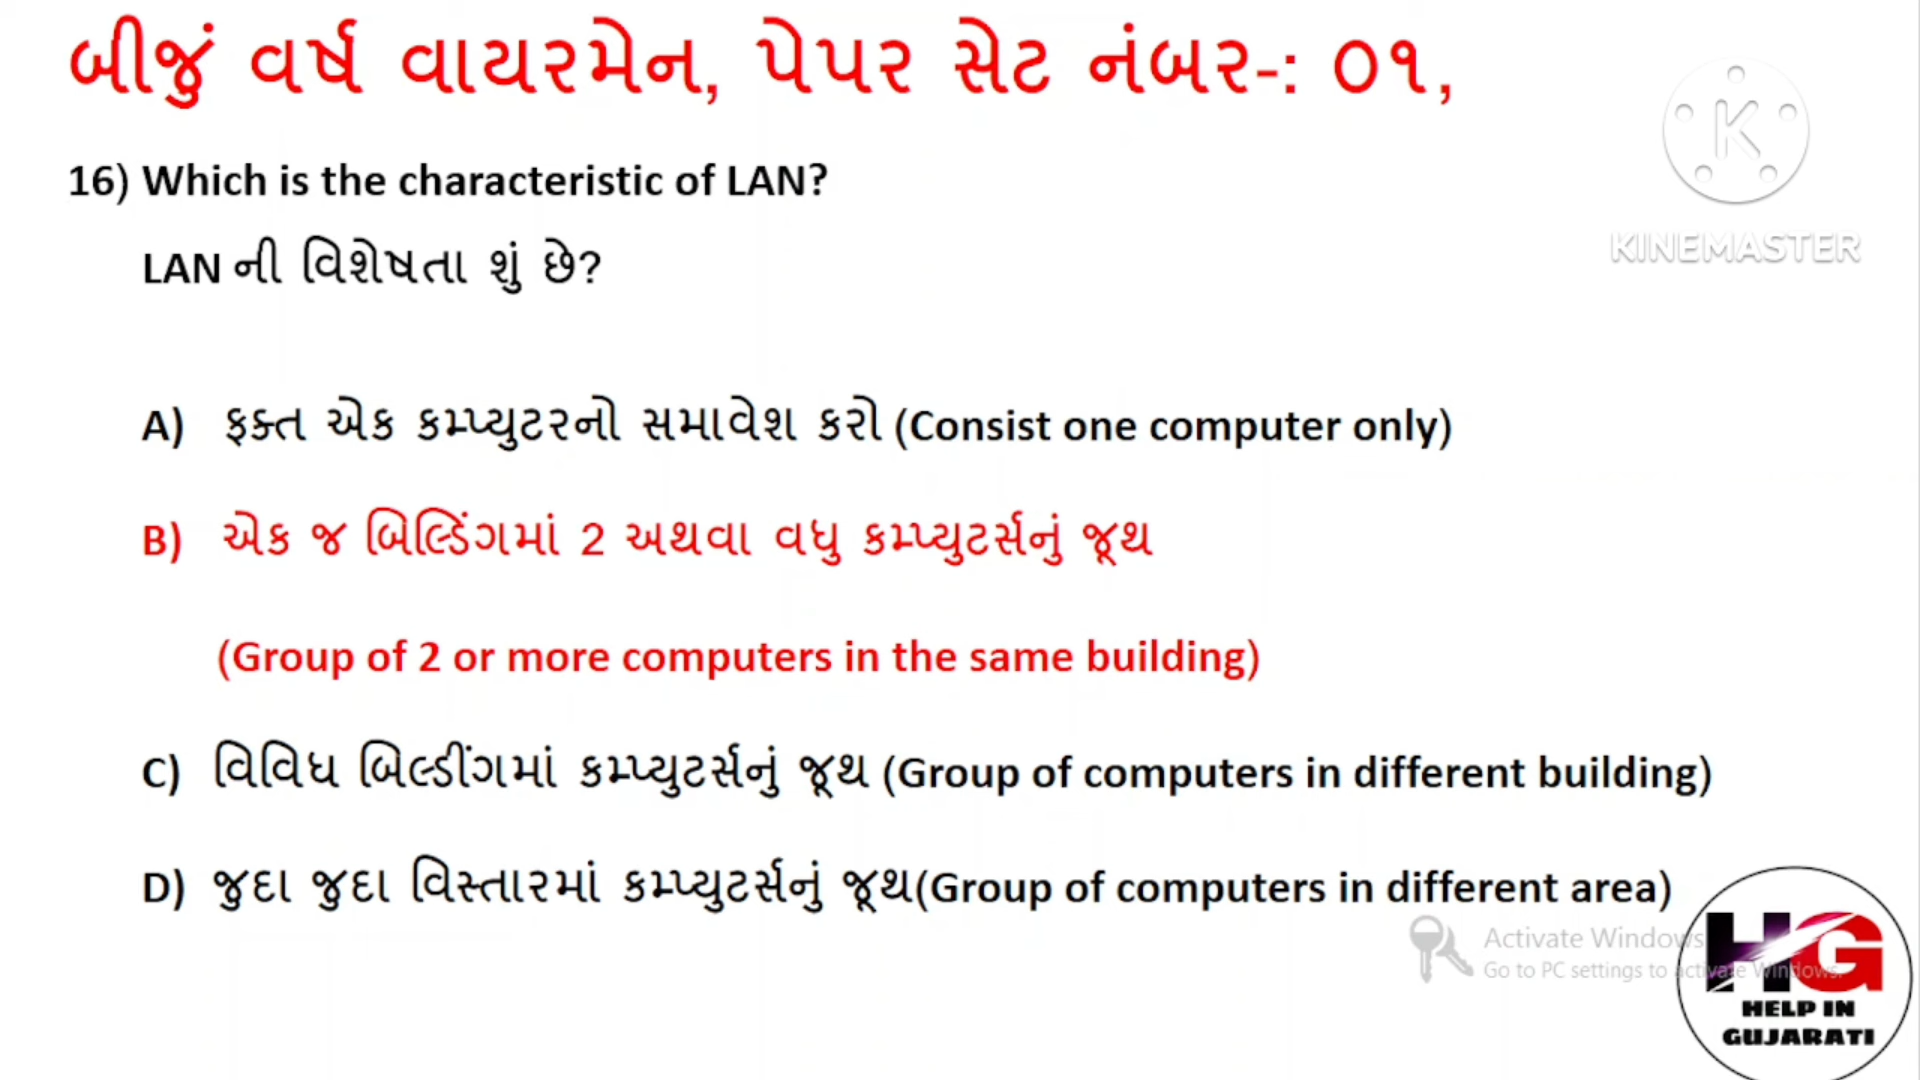 બીજું વર્ષ વાયરમેન, પેપર સેટ નંબર-: ૦૧,
16) Which is the characteristic of LAN?
LAN ની વિશેષતા શું છે?
A) ફક્ત એક કમ્પ્યુટરનો સમાવેશ કરો (Consist one computer only)
B) એક જ બિલ્ડિંગમાં 2 અથવા વધુ કમ્પ્યુટર્સનું જૂથ
(Group of 2 or more computers in the same building)
C) વિવિધ બિલ્ડીંગમાં કમ્પ્યુટર્સનું જૂથ (Group of computers in different building)
D) જુદા જુદા વિસ્તારમાં કમ્પ્યુટર્સનું જૂથ(Group of computers in different area)
K
KINEMASTER
Activate Windows
Go to PC settings to activate Windows.
HG
HELP IN
GUJARATI